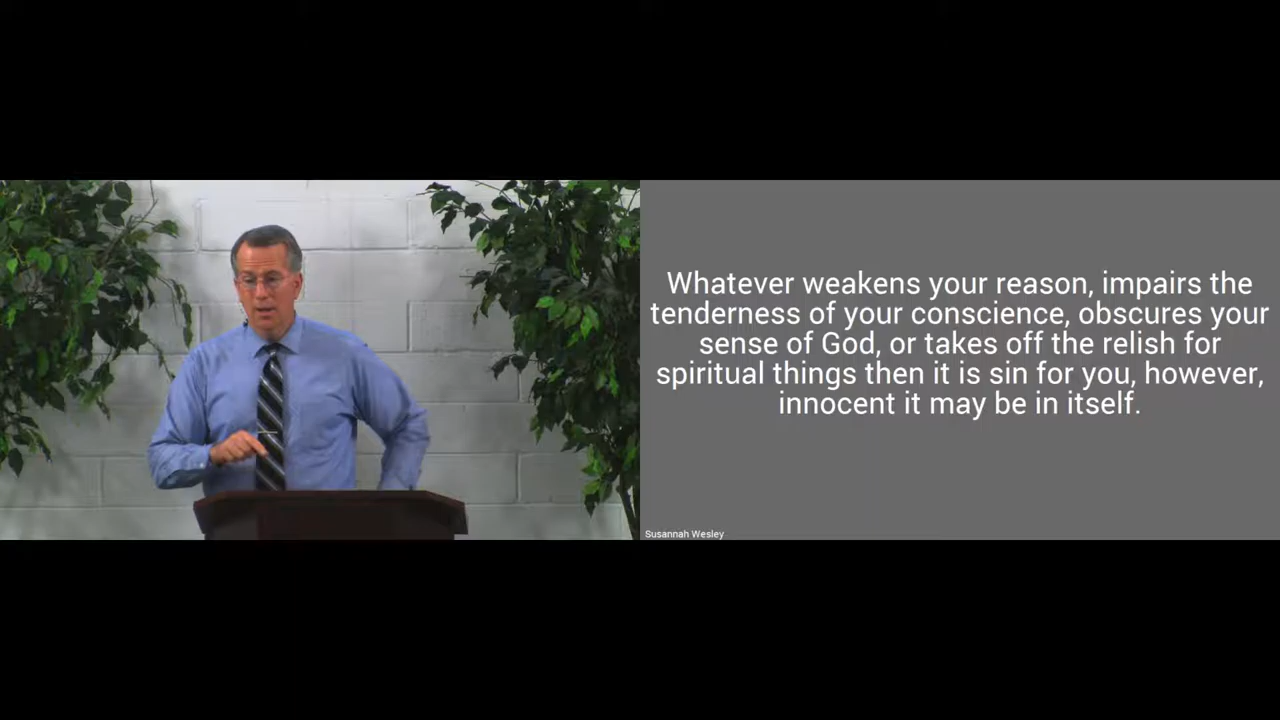 Whatever weakens your reason, impairs the
tenderness of your conscience, obscures your
sense of God, or takes off the relish for
spiritual things then it is sin for you, however,
innocent it may be in itself.
Susannah Wesley